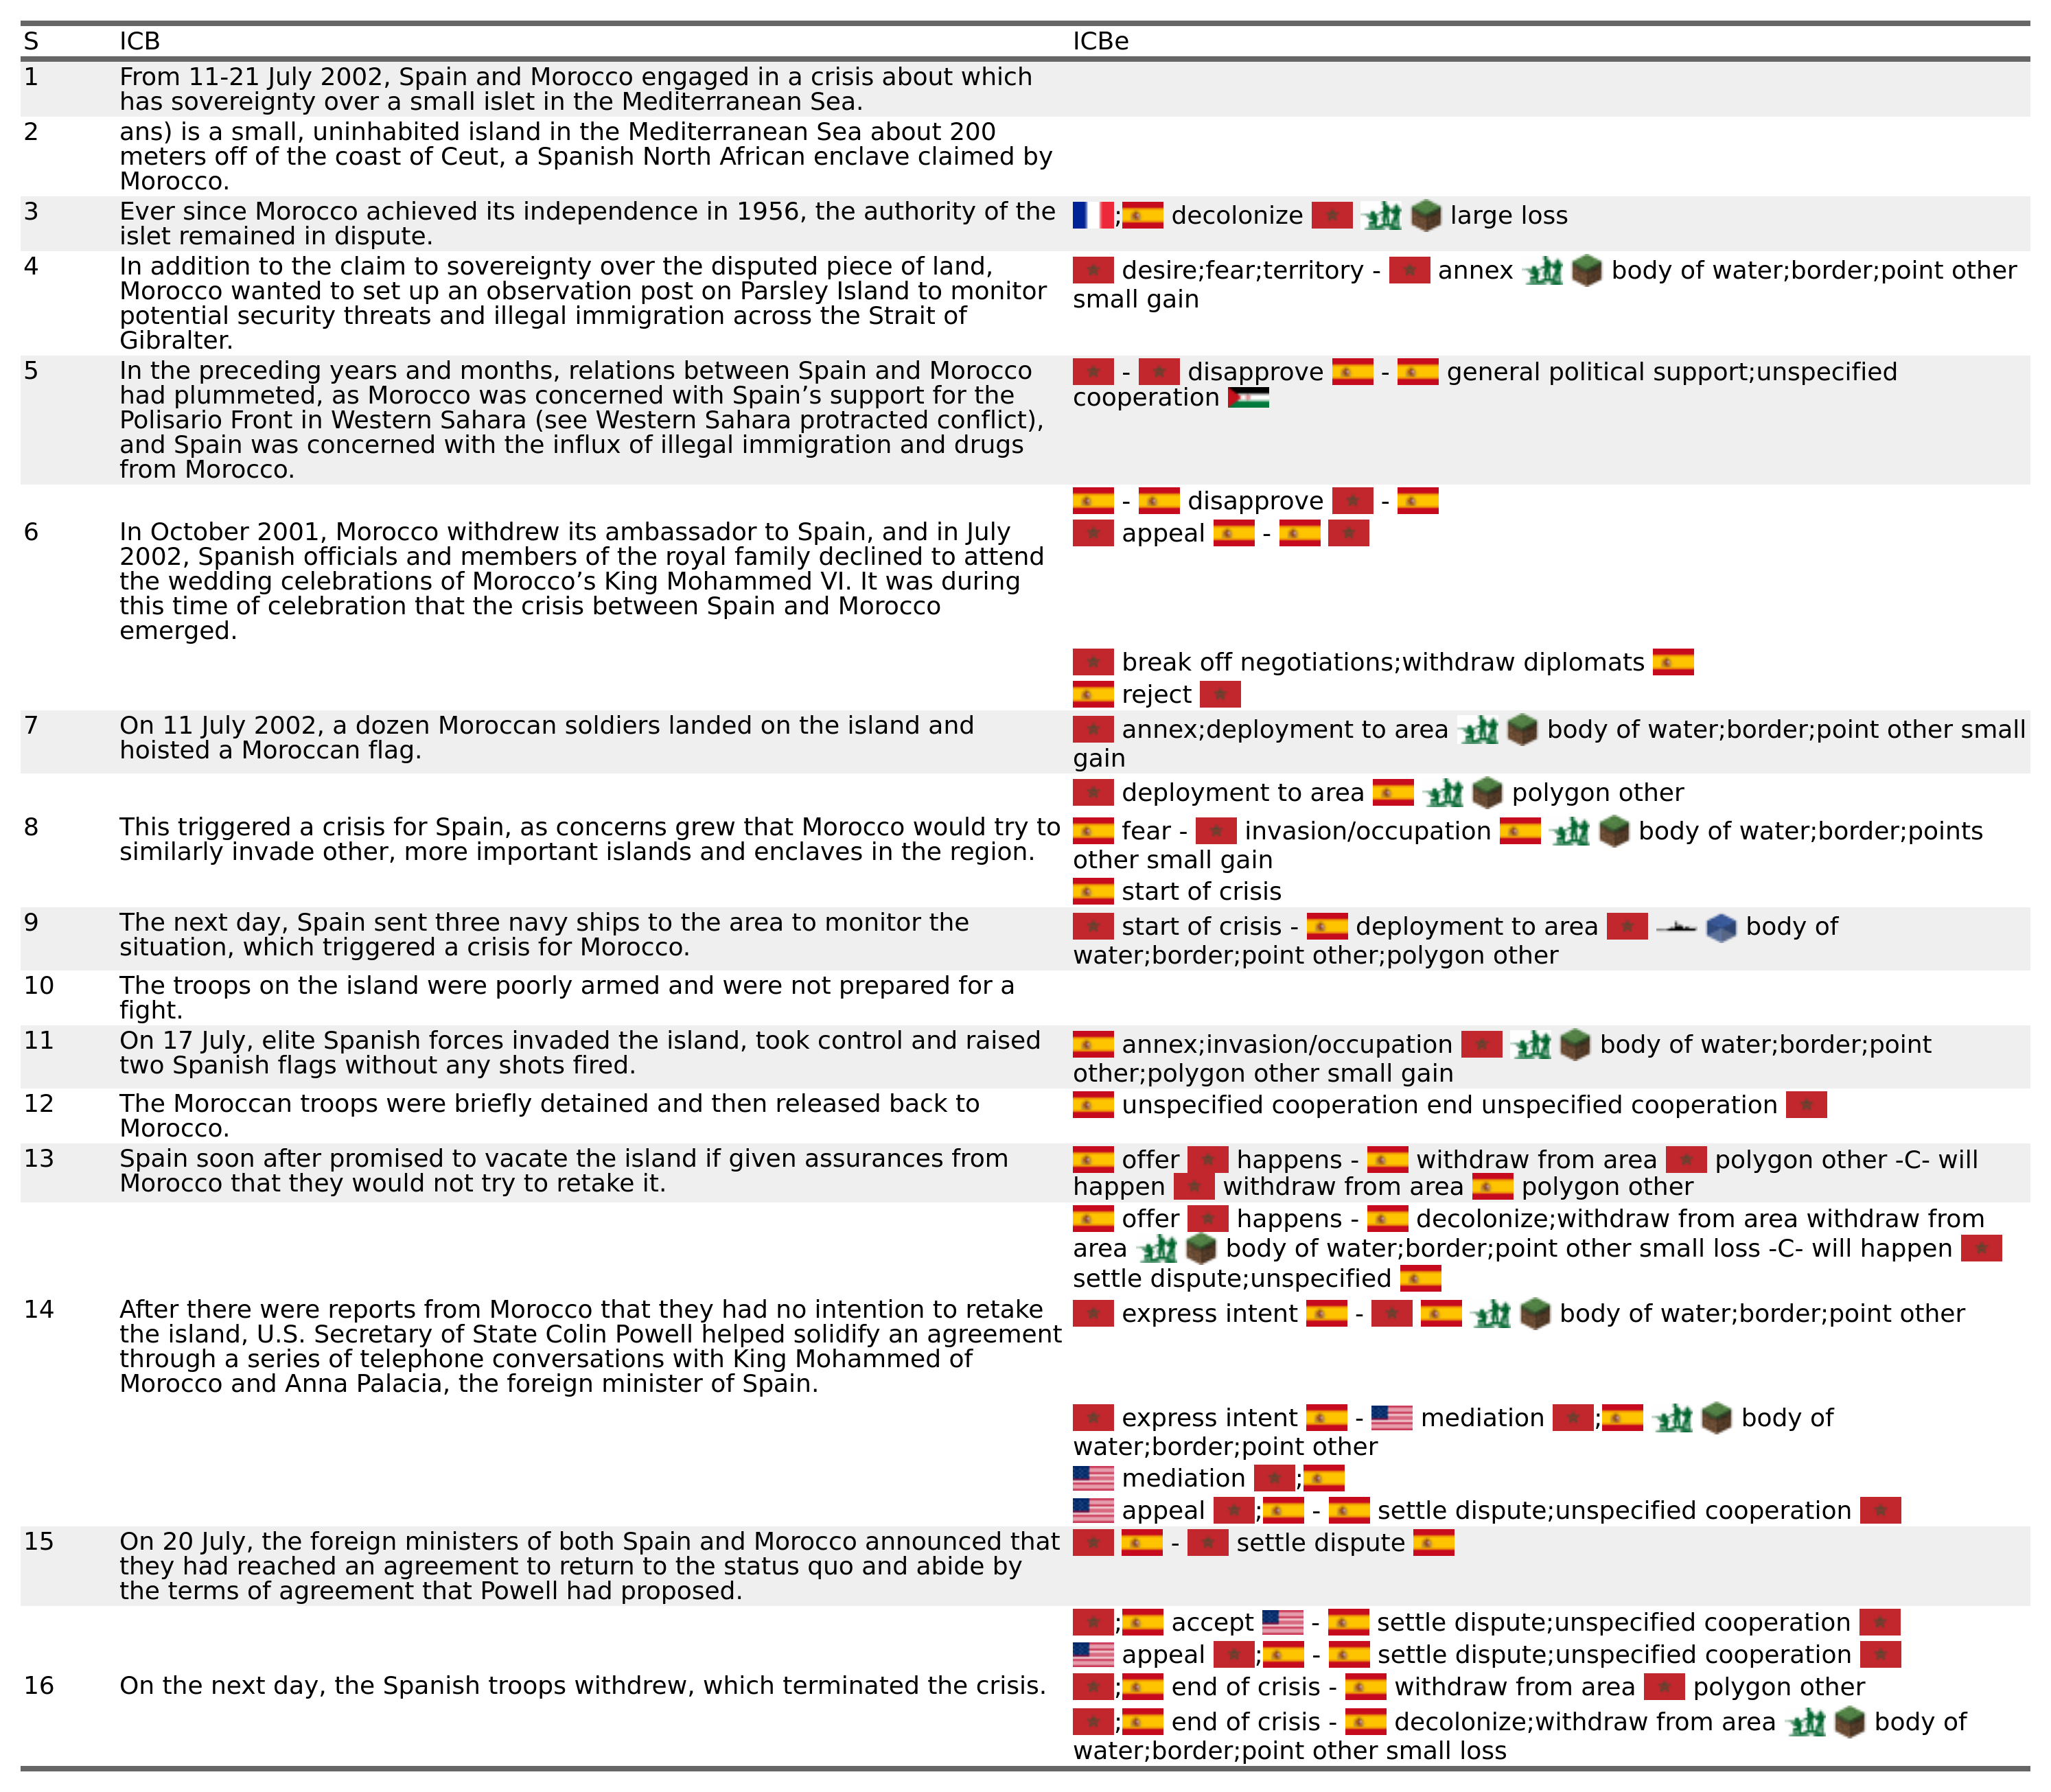 S ICB ICBe
1 From 11-21 July 2002, Spain and Morocco engaged in a crisis about which
has sovereignty over a small islet in the Mediterranean Sea.
2 ans) is a small, uninhabited island in the Mediterranean Sea about 200
meters off of the coast of Ceut, a Spanish North African enclave claimed by
Morocco.
3 Ever since Morocco achieved its independence in 1956, the authority of the
islet remained in dispute.
; decolonize large loss
4 In addition to the claim to sovereignty over the disputed piece of land,
Morocco wanted to set up an observation post on Parsley Island to monitor
potential security threats and illegal immigration across the Strait of
Gibralter.
desire;fear;territory - annex body of water;border;point other
small gain
5 In the preceding years and months, relations between Spain and Morocco
had plummeted, as Morocco was concerned with Spain’s support for the
Polisario Front in Western Sahara (see Western Sahara protracted conflict),
and Spain was concerned with the influx of illegal immigration and drugs
from Morocco.
- disapprove - general political support;unspecified
cooperation
- disapprove -
6 In October 2001, Morocco withdrew its ambassador to Spain, and in July
2002, Spanish officials and members of the royal family declined to attend
the wedding celebrations of Morocco’s King Mohammed VI. It was during
this time of celebration that the crisis between Spain and Morocco
emerged.
appeal -
break off negotiations;withdraw diplomats
reject
7 On 11 July 2002, a dozen Moroccan soldiers landed on the island and
hoisted a Moroccan flag.
annex;deployment to area body of water;border;point other small
gain
deployment to area polygon other
8 This triggered a crisis for Spain, as concerns grew that Morocco would try to
similarly invade other, more important islands and enclaves in the region.
fear - invasion/occupation body of water;border;points
other small gain
start of crisis
9 The next day, Spain sent three navy ships to the area to monitor the
situation, which triggered a crisis for Morocco.
start of crisis - deployment to area body of
water;border;point other;polygon other
10 The troops on the island were poorly armed and were not prepared for a
fight.
11 On 17 July, elite Spanish forces invaded the island, took control and raised
two Spanish flags without any shots fired.
annex;invasion/occupation body of water;border;point
other;polygon other small gain
12 The Moroccan troops were briefly detained and then released back to
Morocco.
unspecified cooperation end unspecified cooperation
13 Spain soon after promised to vacate the island if given assurances from
Morocco that they would not try to retake it.
offer happens - withdraw from area polygon other -C- will
happen withdraw from area polygon other
offer happens - decolonize;withdraw from area withdraw from
area body of water;border;point other small loss -C- will happen
settle dispute;unspecified
14 After there were reports from Morocco that they had no intention to retake
the island, U.S. Secretary of State Colin Powell helped solidify an agreement
through a series of telephone conversations with King Mohammed of
Morocco and Anna Palacia, the foreign minister of Spain.
express intent - body of water;border;point other
express intent - mediation ; body of
water;border;point other
mediation ;
appeal ; - settle dispute;unspecified cooperation
15 On 20 July, the foreign ministers of both Spain and Morocco announced that
they had reached an agreement to return to the status quo and abide by
the terms of agreement that Powell had proposed.
- settle dispute
; accept - settle dispute;unspecified cooperation
appeal ; - settle dispute;unspecified cooperation
16 On the next day, the Spanish troops withdrew, which terminated the crisis.
; end of crisis - withdraw from area polygon other
; end of crisis - decolonize;withdraw from area body of
water;border;point other small loss